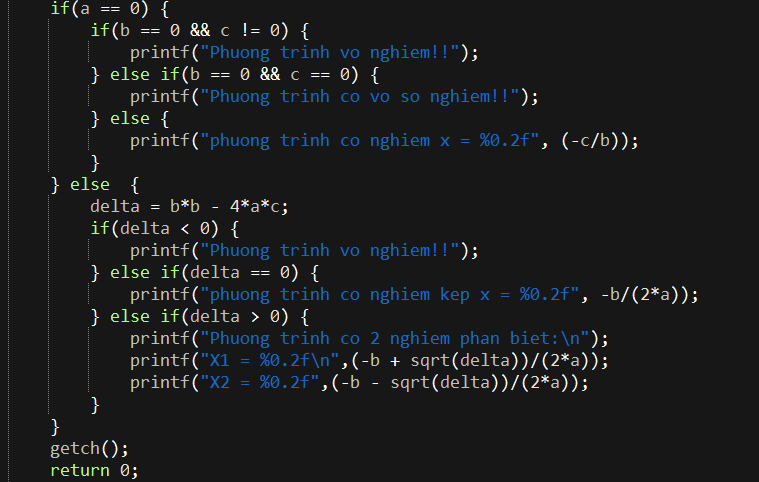 if(a == 0) {
if(b == 0 && c != 0) {
printf("Phuong trinh vo nghiem!!");
} else if(b == 0 && c == 0) {
printf("Phuong trinh co vo so nghiem!!");
} else {
printf("phuong trinh co nghiem x = %0.2f", (-c/b));
}
} else  {
delta = b*b - 4*a*c;
if(delta < 0) {
printf("Phuong trinh vo nghiem!!");
} else if(delta == 0) {
printf("phuong trinh co nghiem kep x = %0.2f", -b/(2*a));
} else if(delta > 0) {
printf("Phuong trinh co 2 nghiem phan biet:\n");
printf("X1 = %0.2f\n",(-b + sqrt(delta))/(2*a));
printf("X2 = %0.2f",(-b - sqrt(delta))/(2*a));
}
}
getch();
return 0;